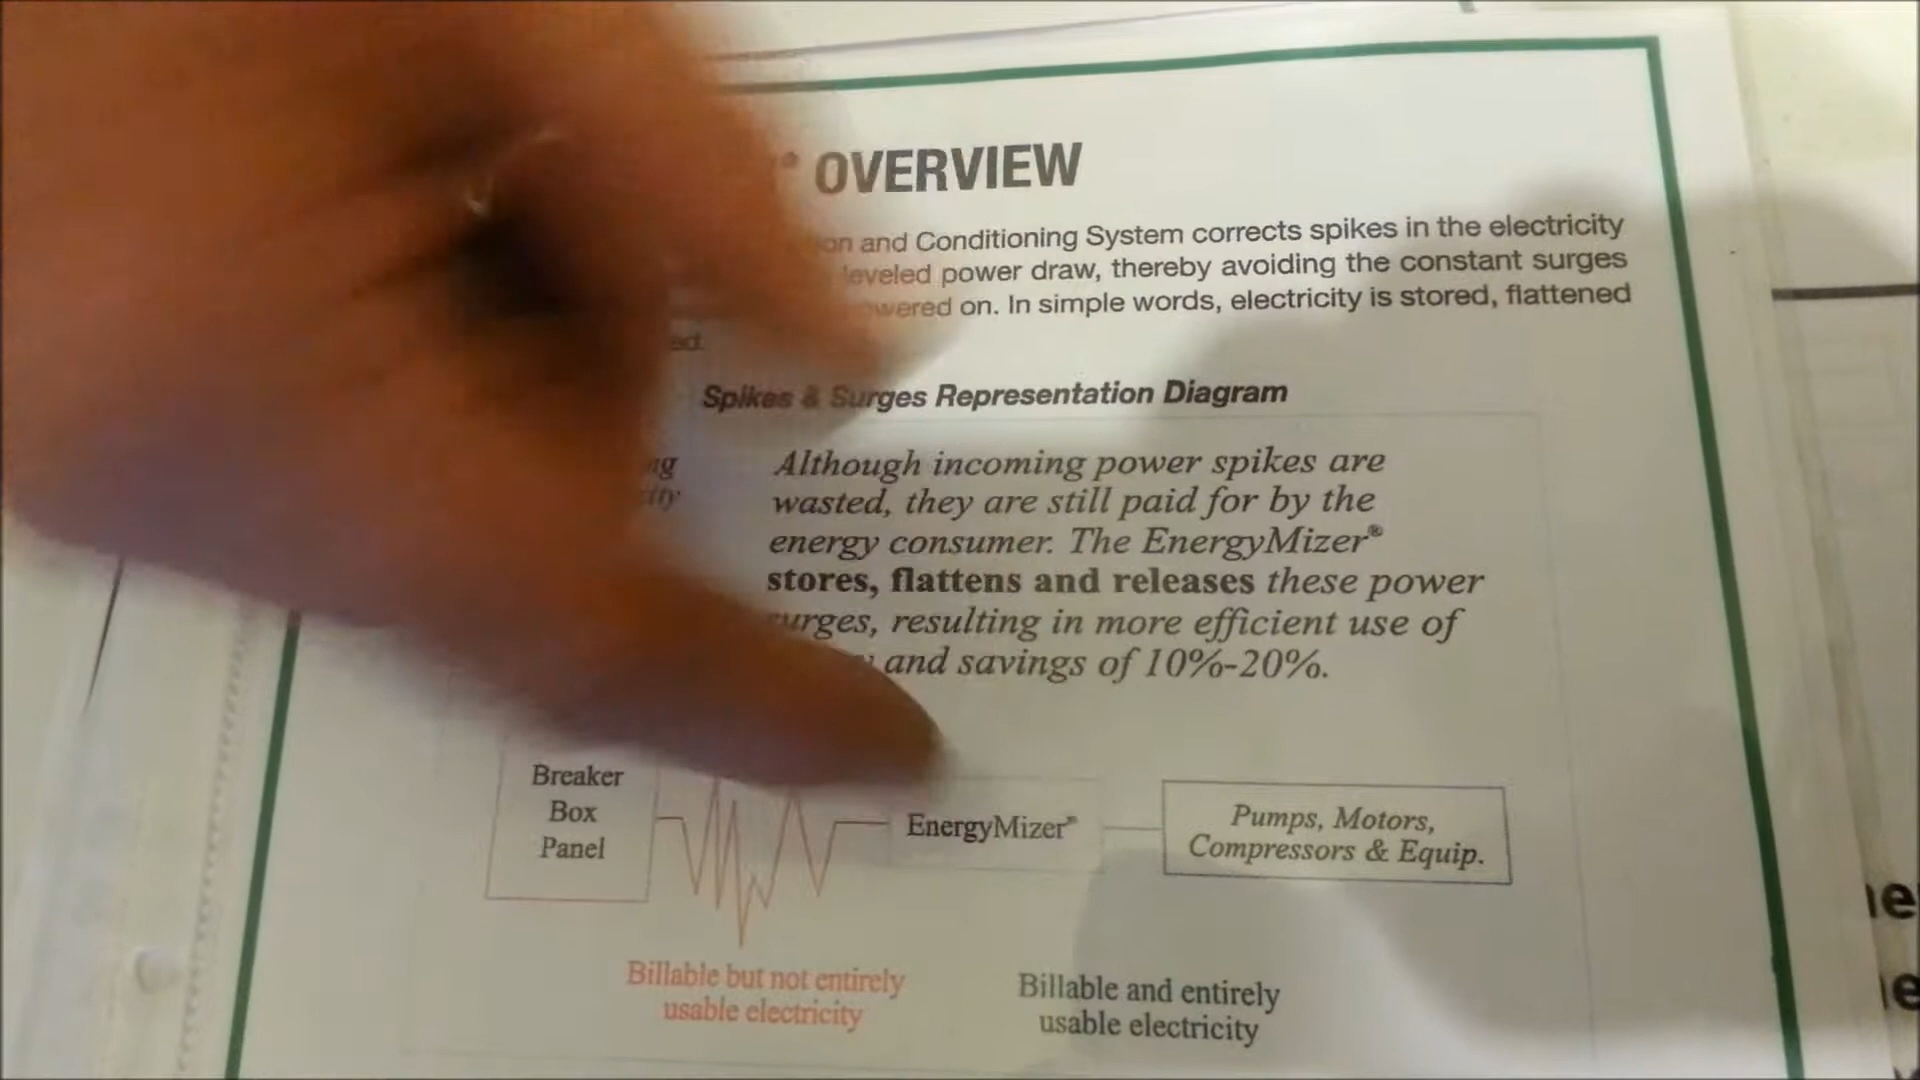 OVERVIEW
and Conditioning System corrects spikes in the electricity
leveled power draw, thereby avoiding the constant surges
on. In simple words, electricity is stored, flattened
Spikes & Surges Representation Diagram
Although incoming power spikes are
wasted, they are still paid for by the
energy consumer. The EnergyMizer®
stores, flattens and releases these power
surges, resulting in more efficient use of
and savings of 10%-20%.
Breaker
Box
Panel
EnergyMizer®
Pumps, Motors,
Compressors & Equip.
Billable but not entirely
usable electricity
Billable and entirely
usable electricity